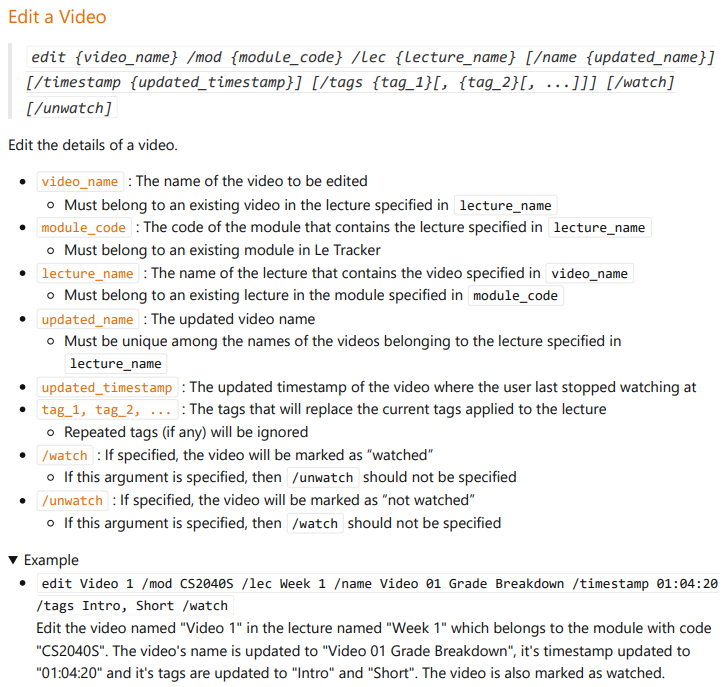 Edit a Video
edit {video_name} /mod {module_code} /lec {lecture_name} [/name {updated_name}]
[/timestamp {updated_timestamp}] [/tags {tag_1}[, {tag_2}[, ...]]] [/watch]
[/unwatch]
Edit the details of a video.
• video_name : The name of the video to be edited
◦ Must belong to an existing video in the lecture specified in lecture_name
• module_code : The code of the module that contains the lecture specified in lecture_name
◦ Must belong to an existing module in Le Tracker
• lecture_name : The name of the lecture that contains the video specified in video_name
◦ Must belong to an existing lecture in the module specified in module_code
• updated_name : The updated video name
◦ Must be unique among the names of the videos belonging to the lecture specified in
lecture_name
• updated_timestamp : The updated timestamp of the video where the user last stopped watching at
• tag_1, tag_2, ... : The tags that will replace the current tags applied to the lecture
◦ Repeated tags (if any) will be ignored
• /watch : If specified, the video will be marked as “watched”
◦ If this argument is specified, then /unwatch should not be specified
• /unwatch : If specified, the video will be marked as “not watched”
◦ If this argument is specified, then /watch should not be specified
▼ Example
• edit Video 1 /mod CS2040S /lec Week 1 /name Video 01 Grade Breakdown /timestamp 01:04:20
/tags Intro, Short /watch
Edit the video named "Video 1" in the lecture named "Week 1" which belongs to the module with code
"CS2040S". The video's name is updated to "Video 01 Grade Breakdown", it's timestamp updated to
"01:04:20" and it's tags are updated to "Intro" and "Short". The video is also marked as watched.